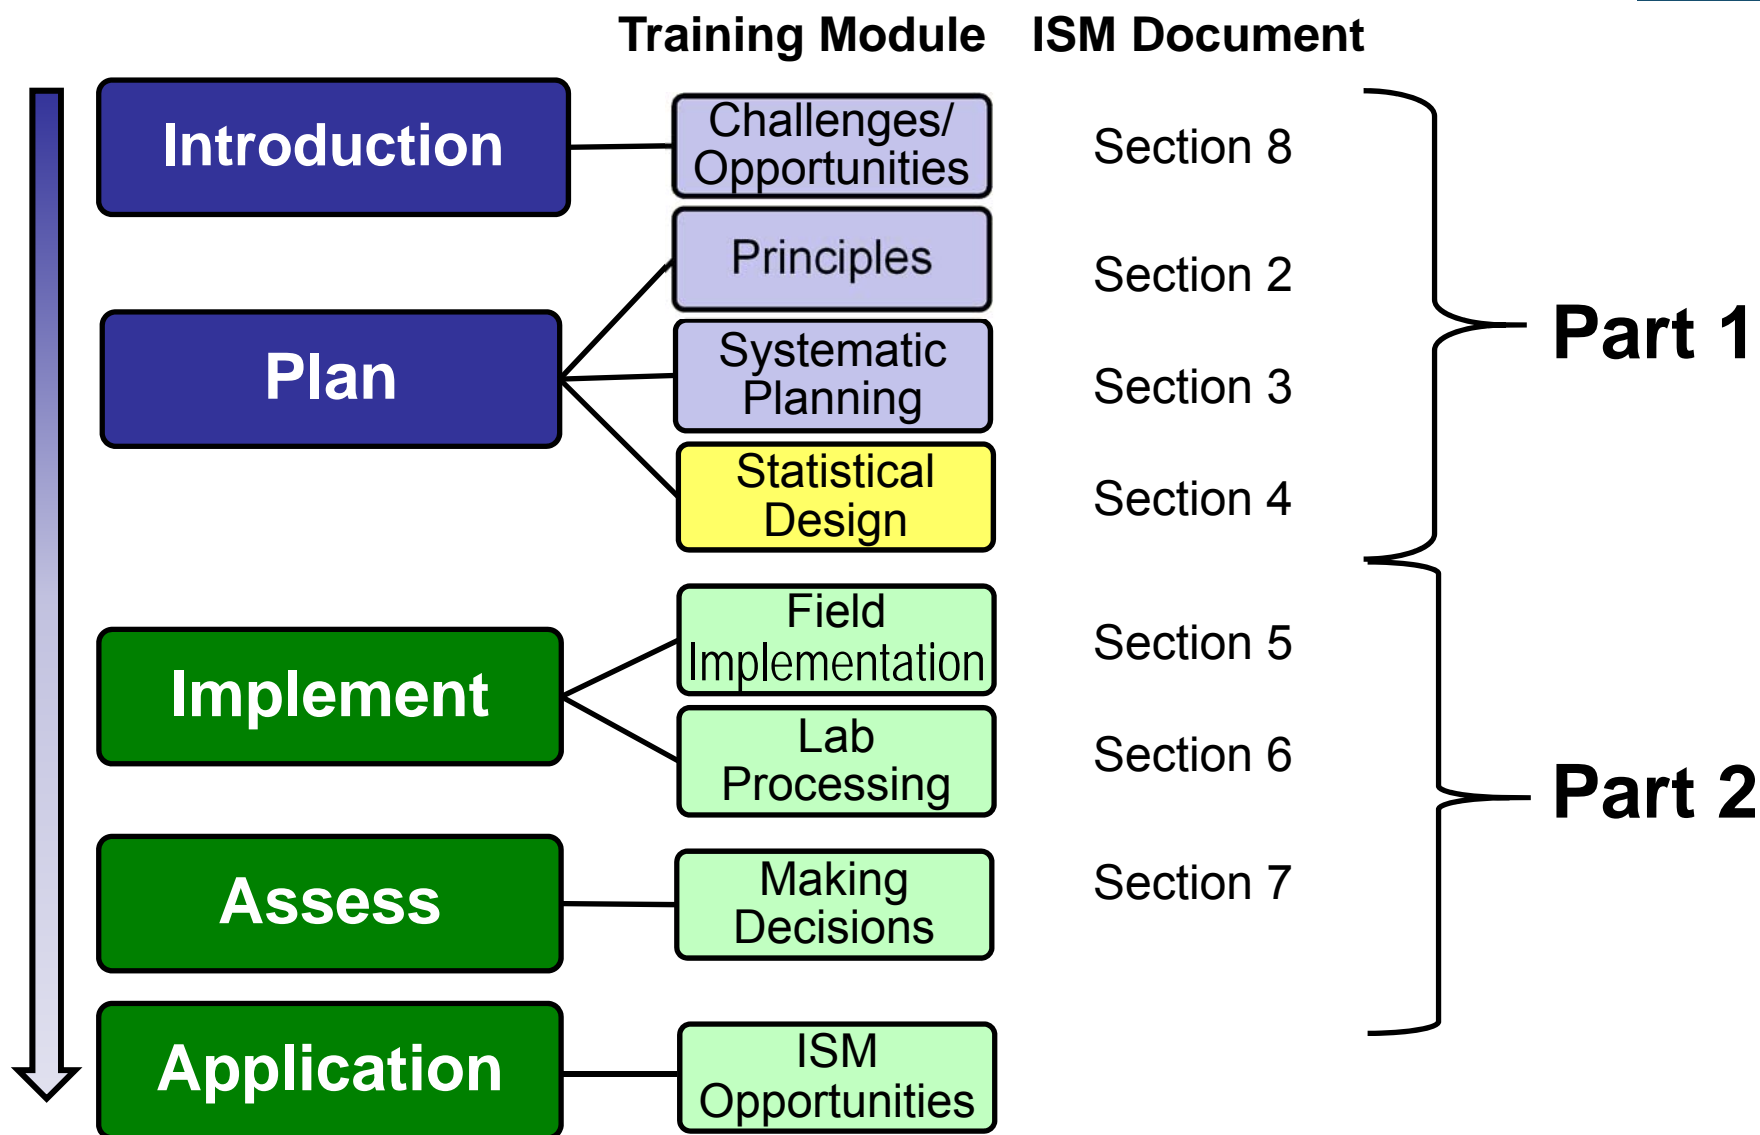 Training Module ISM Document
Introduction
Challenges/
Opportunities
Section 8
Principles
Section 2
Plan
Systematic
Planning
Section 3
Statistical
Design
Section 4
Part 1
Implement
Field
Implementation
Section 5
Lab
Processing
Section 6
Assess
Making
Decisions
Section 7
Application
ISM
Opportunities
Part 2